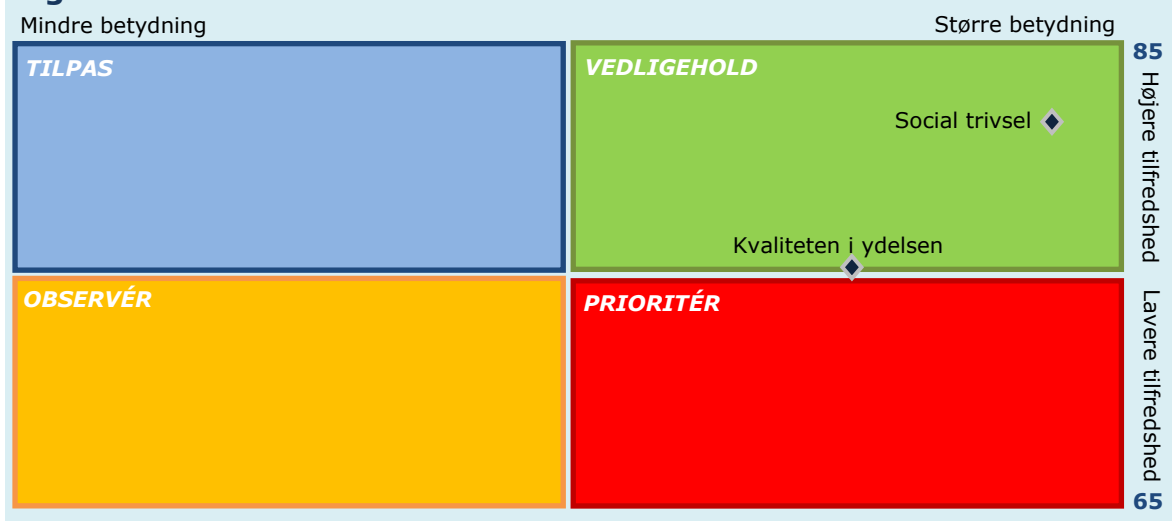 Mindre betydning
Større betydning
TILPAS
VEDLIGEHOLD
85
Højere tilfredshed
Social trivsel
Kvaliteten i ydelsen
OBSERVÉR
PRIORITÉR
Lavere tilfredshed
65